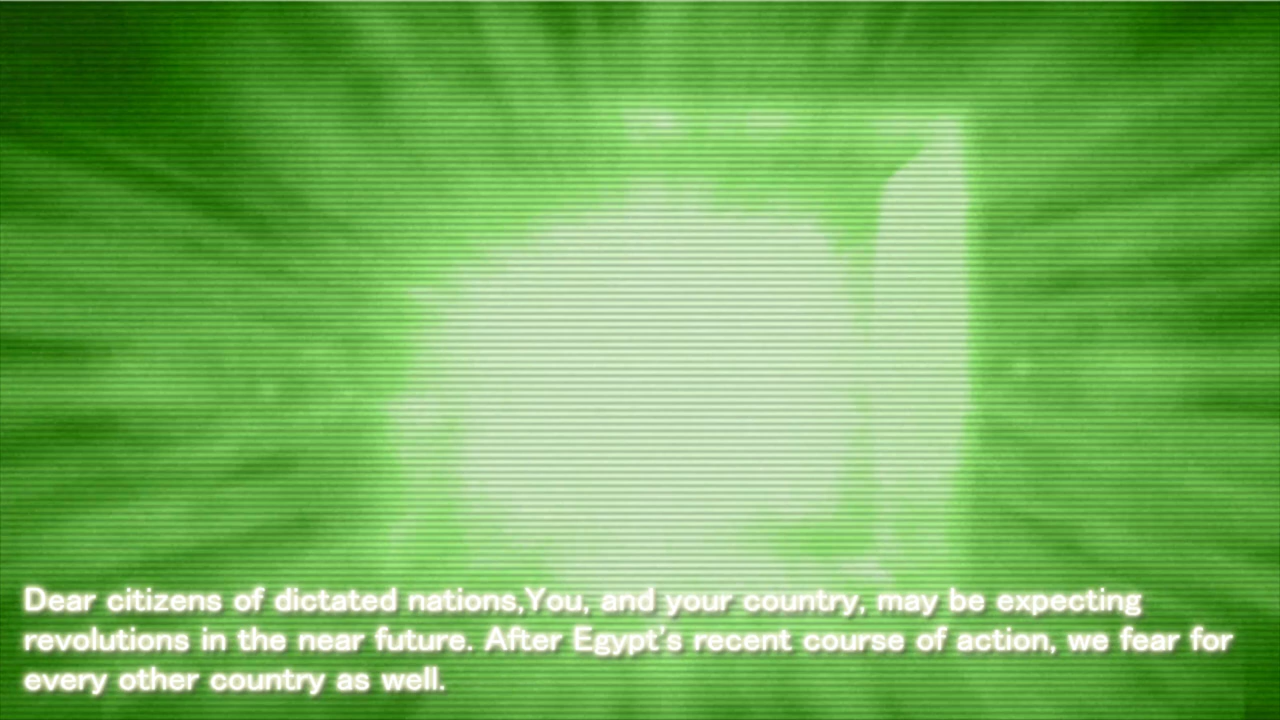 Dear citizens of dictated nations,You, and your country, may be expecting
revolutions in the near future. After Egypt's recent course of action, we fear for
every other country as well.